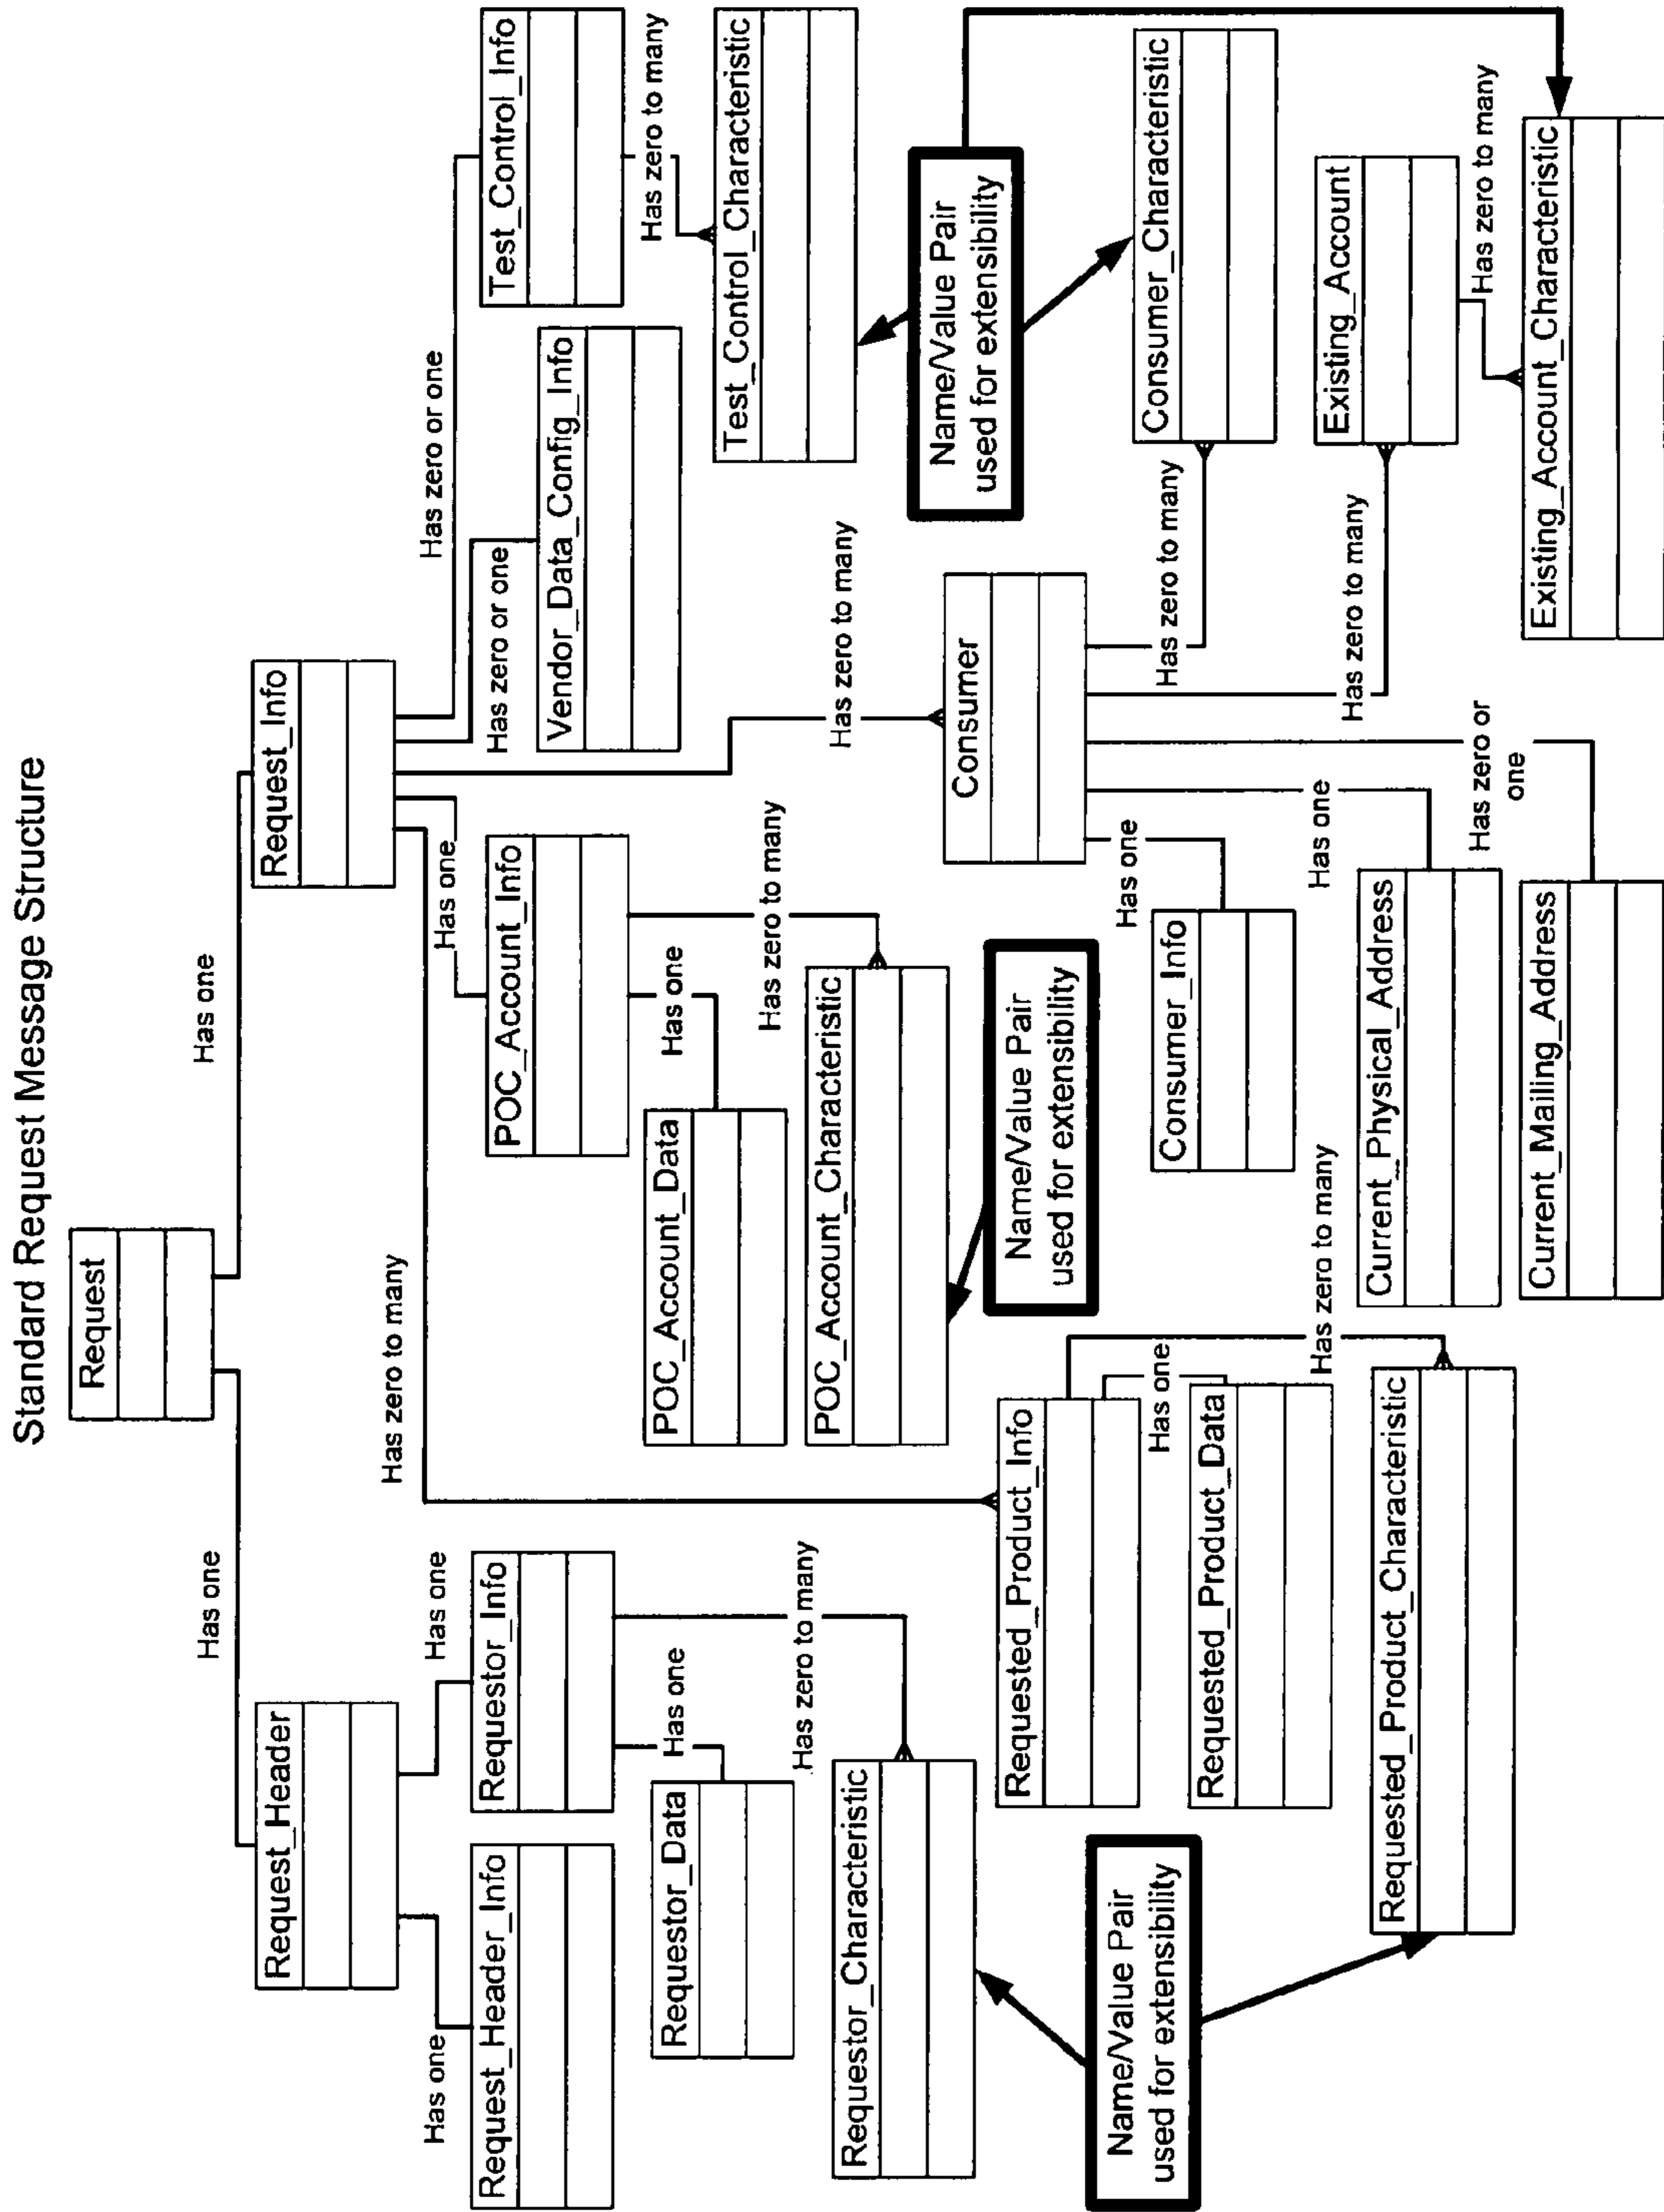 Standard Request Message Structure
Request
Has one
Has one
Request_Header
Request_Info
Has one
Has one
Request_Header_Info
Requestor_Info
Has one
Has zero to many
Requestor_Data
Requestor_Characteristic
Name/Value Pair
used for extensibility
Has zero to many
Requested_Product_Info
Has one
Has zero to many
Requested_Product_Data
Requested_Product_Characteristic
Has one
POC_Account_Info
Has one
Has zero to many
POC_Account_Data
POC_Account_Characteristic
Name/Value Pair
used for extensibility
Has zero to many
Consumer
Has one
Consumer_Info
Has one
Current_Physical_Address
Has zero or
one
Current_Mailing_Address
Has zero to many
Consumer_Characteristic
Has zero to many
Existing_Account
Has zero to many
Existing_Account_Characteristic
Has zero or one
Vendor_Data_Config_Info
Has zero or one
Test_Control_Info
Has zero to many
Test_Control_Characteristic
Name/Value Pair
used for extensibility